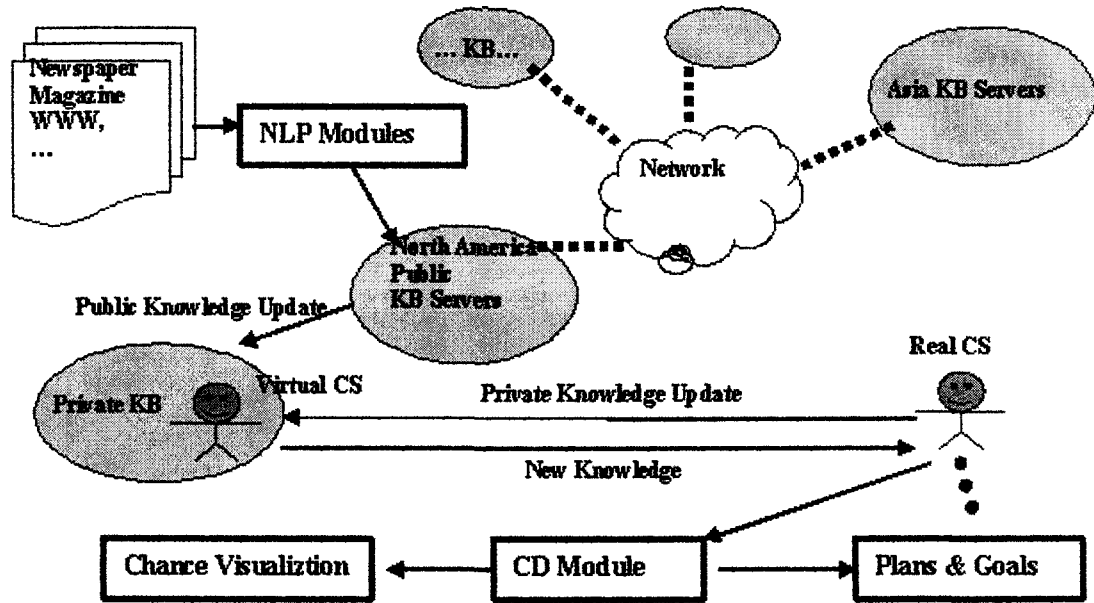 ... KB...
Newspaper
Magazine
WWW,
...
Asia KB Servers
NLP Modules
Network
North America
Public
KB Servers
Public Knowledge Update
Real CS
Virtual CS
Private KB
Private Knowledge Update
New Knowledge
Chance Visualiztion
CD Module
Plans & Goals